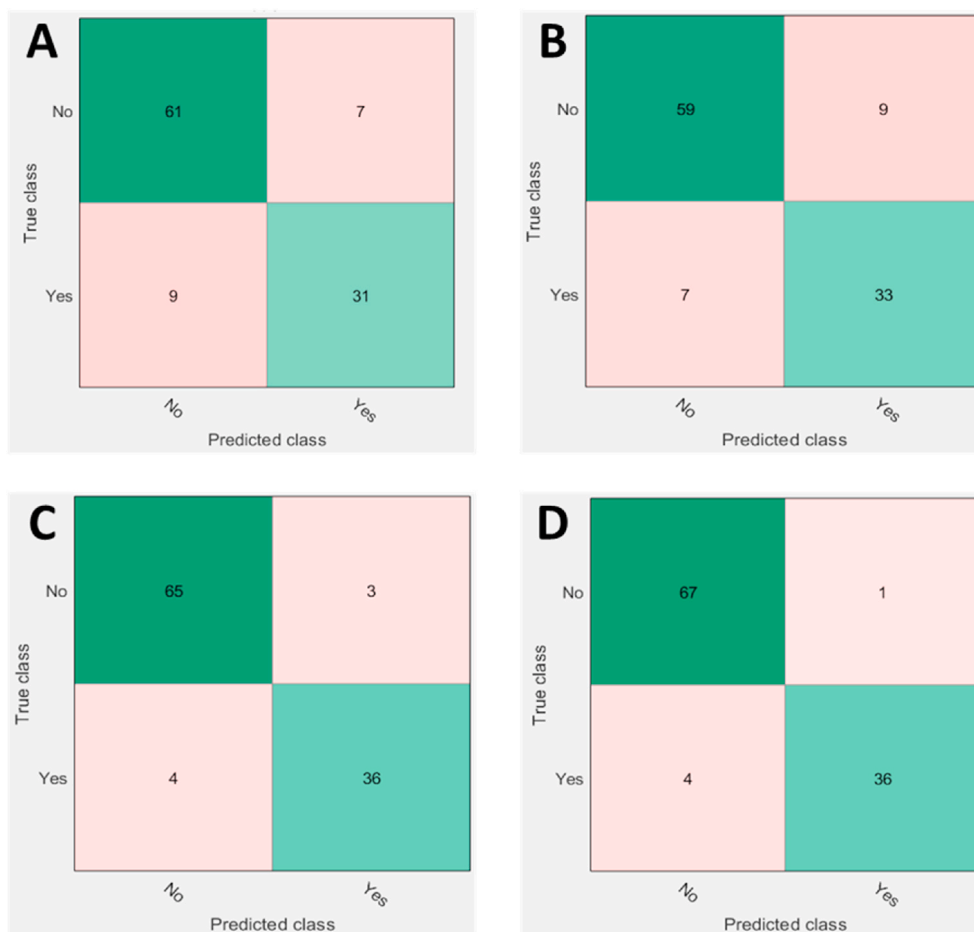 A
True class
No
61
7
Yes
9
31
No
Yes
Predicted class
B
True class
No
59
9
Yes
7
33
No
Yes
Predicted class
C
True class
No
65
3
Yes
4
36
No
Yes
Predicted class
D
True class
No
67
1
Yes
4
36
No
Yes
Predicted class